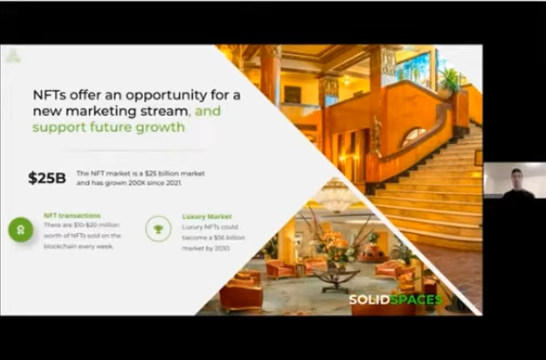 NFTs offer an opportunity for a
new marketing stream, and
support future growth
$25B
The NFT market is a $25 billion market
and has grown 200X since 2021.
NFT transactions
There are $10-$20 million
worth of NFTs sold on the
blockchain every week.
Luxury Market
Luxury NFTs could
become a $56 billion
market by 2030
SOLIDSPACES